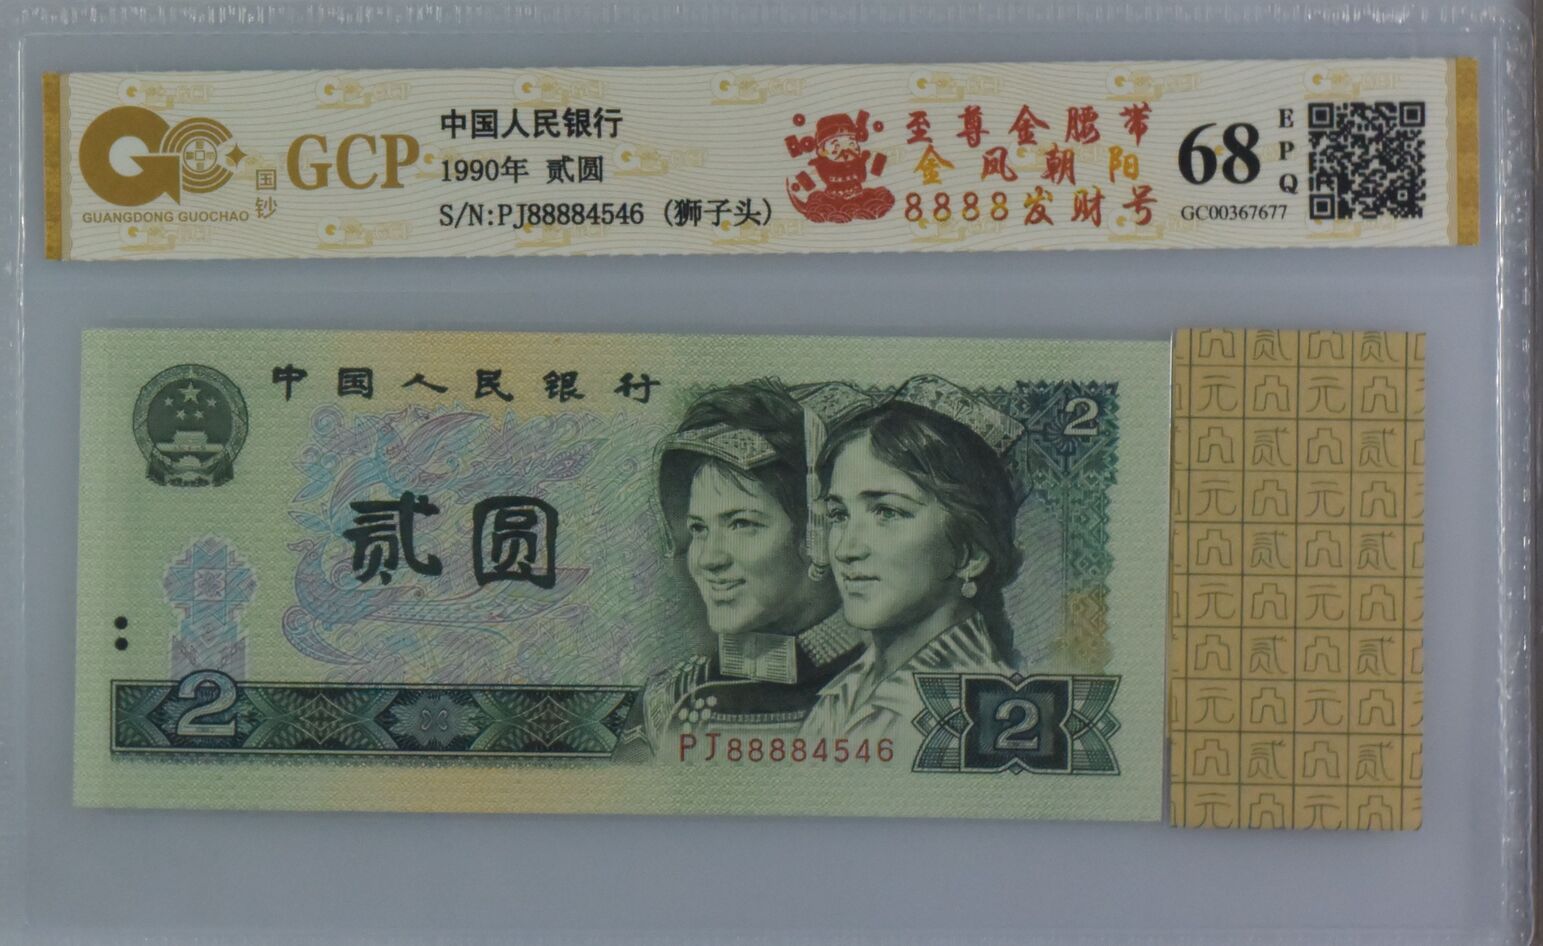 GCP
国钞
GUANGDONG GUOCHAO
中国人民银行
1990年 贰圆
S/N:PJ88884546 (狮子头)
至尊金腰带
金凤朝阳
8888发财号
68
EPQ
GC00367677
中国人民银行
2
贰圆
2
2
PJ88884546